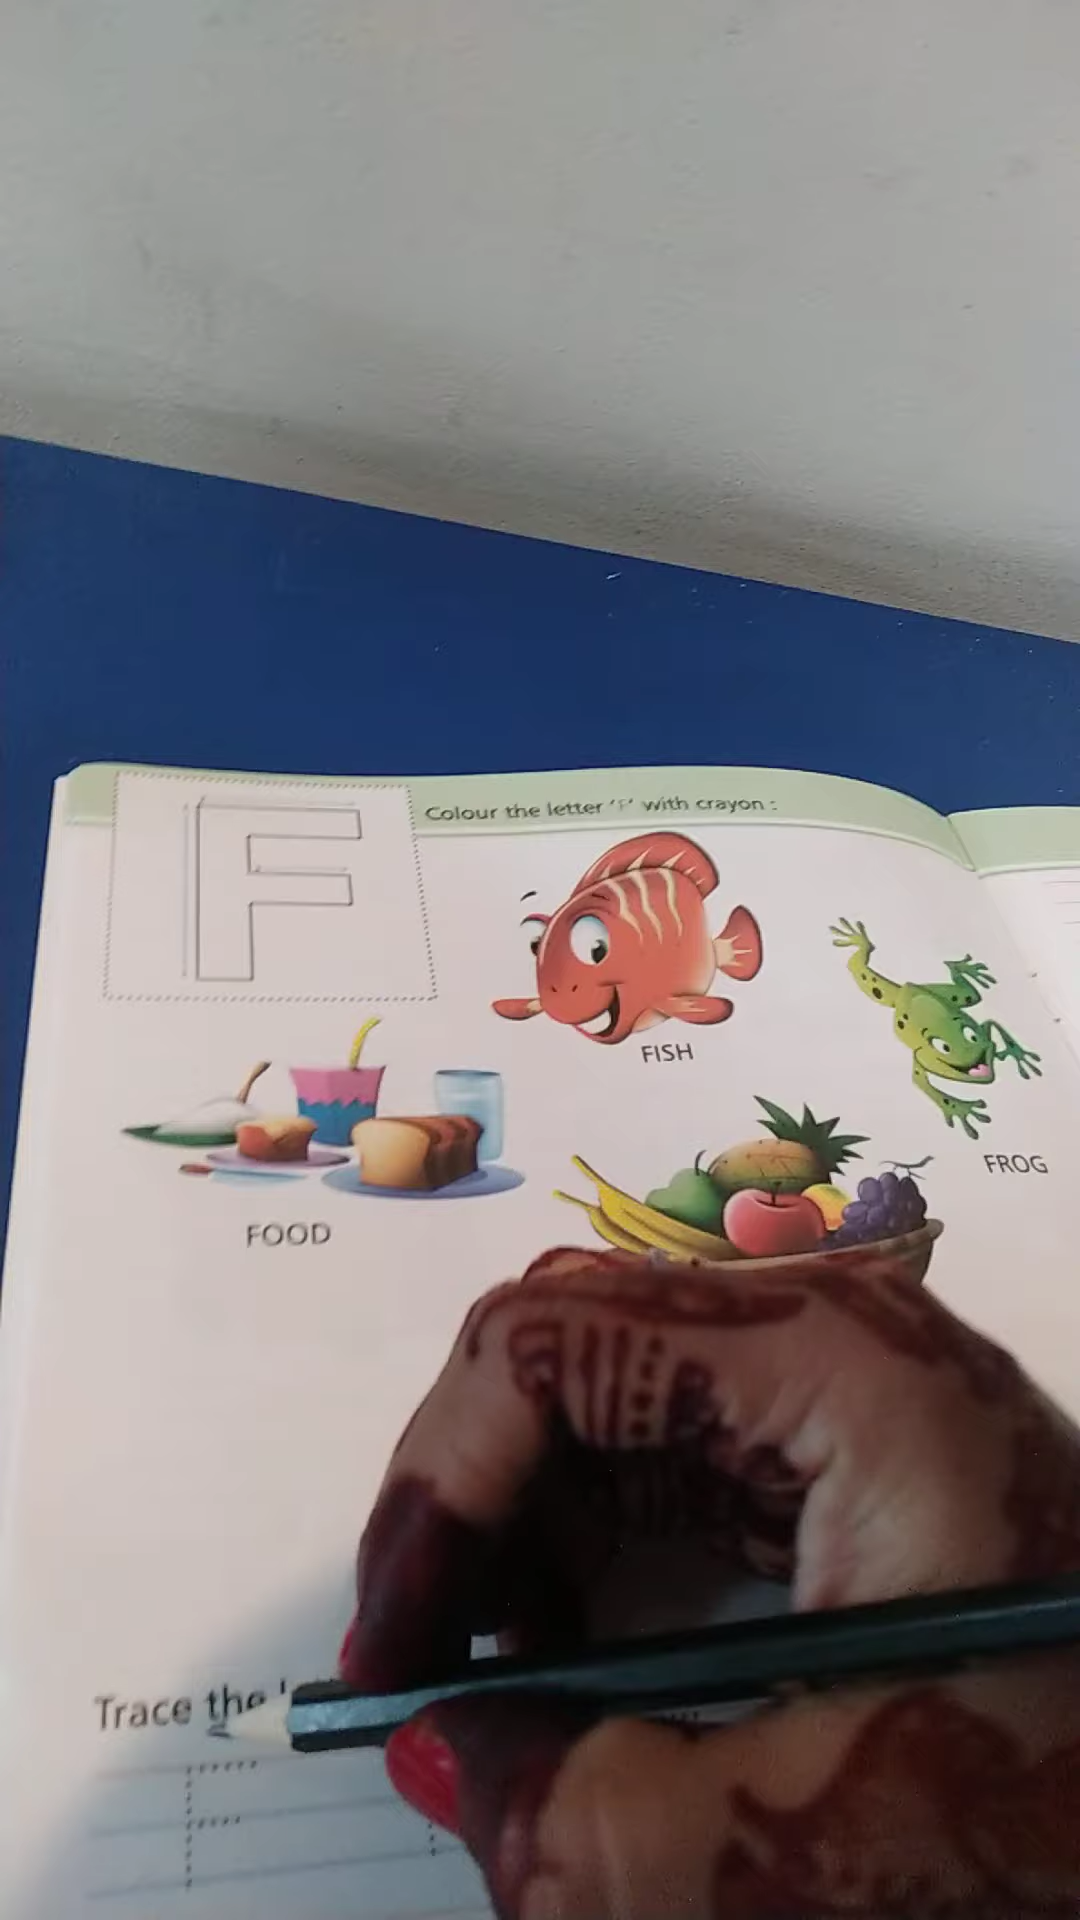 F
Colour the letter 'F' with crayon :
FISH
FROG
FOOD
Trace the
F